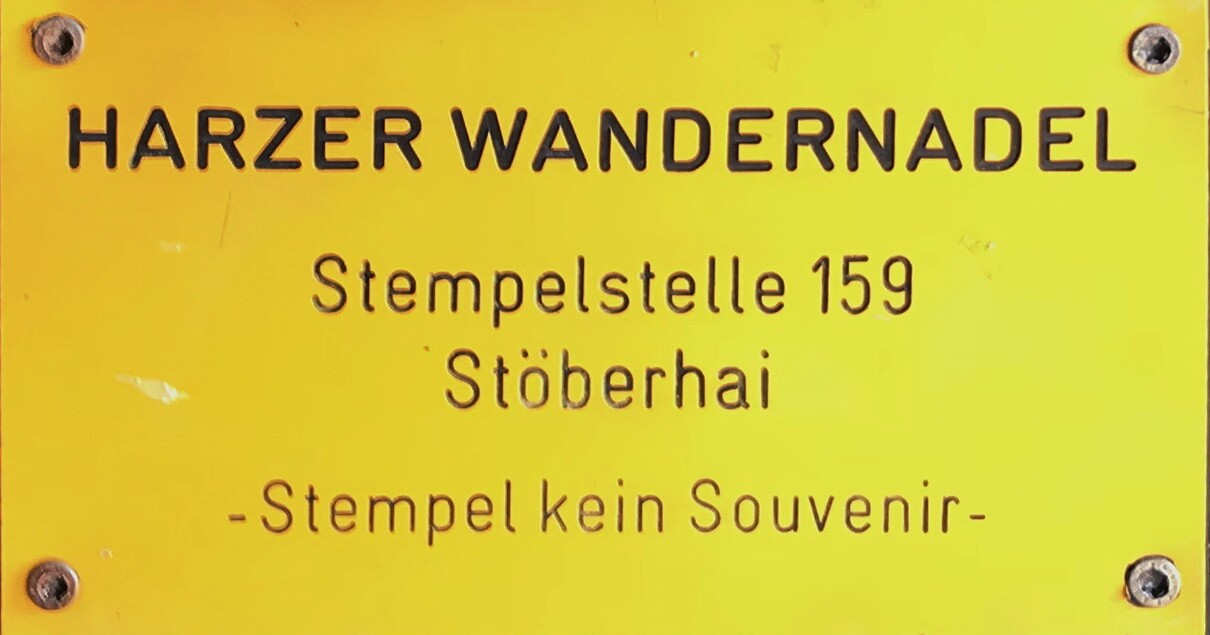 HARZER WANDERNADEL
Stempelstelle 159
Stöberhai
-Stempel kein Souvenir-